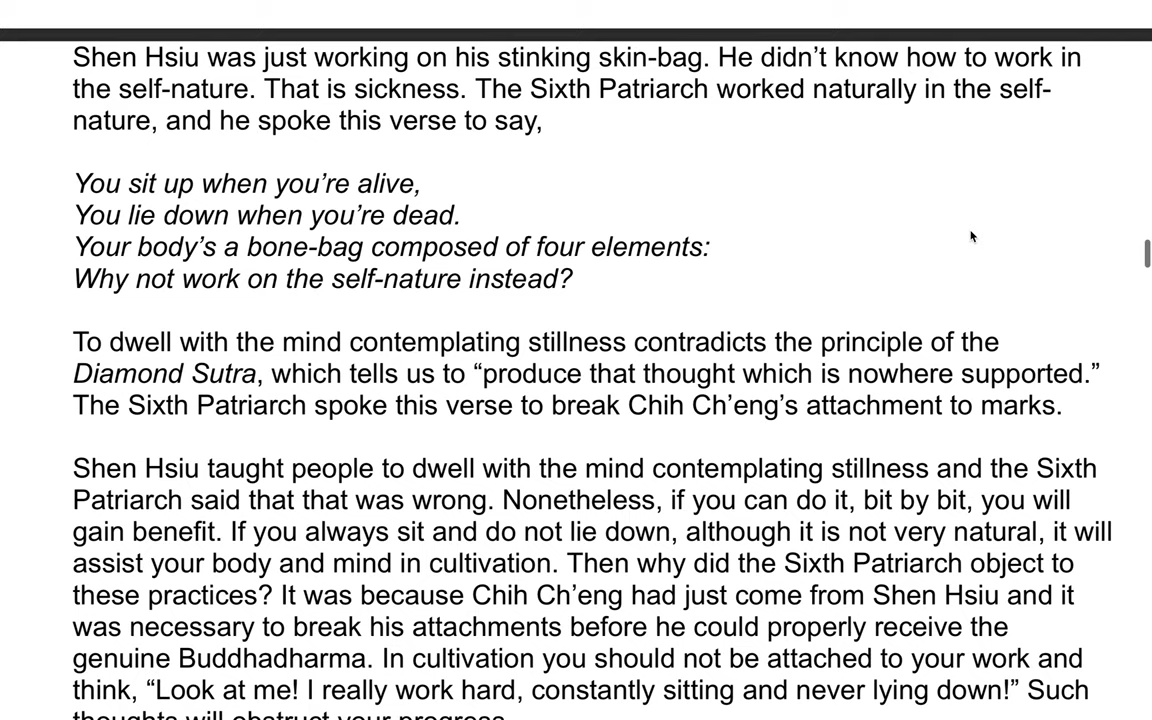 Shen Hsiu was just working on his stinking skin-bag. He didn’t know how to work in
the self-nature. That is sickness. The Sixth Patriarch worked naturally in the self-
nature, and he spoke this verse to say,
You sit up when you’re alive,
You lie down when you’re dead.
Your body’s a bone-bag composed of four elements:
Why not work on the self-nature instead?
To dwell with the mind contemplating stillness contradicts the principle of the
Diamond Sutra, which tells us to “produce that thought which is nowhere supported.”
The Sixth Patriarch spoke this verse to break Chih Ch’eng’s attachment to marks.
Shen Hsiu taught people to dwell with the mind contemplating stillness and the Sixth
Patriarch said that that was wrong. Nonetheless, if you can do it, bit by bit, you will
gain benefit. If you always sit and do not lie down, although it is not very natural, it will
assist your body and mind in cultivation. Then why did the Sixth Patriarch object to
these practices? It was because Chih Ch’eng had just come from Shen Hsiu and it
was necessary to break his attachments before he could properly receive the
genuine Buddhadharma. In cultivation you should not be attached to your work and
think, “Look at me! I really work hard, constantly sitting and never lying down!” Such
thoughts will obstruct your progress.